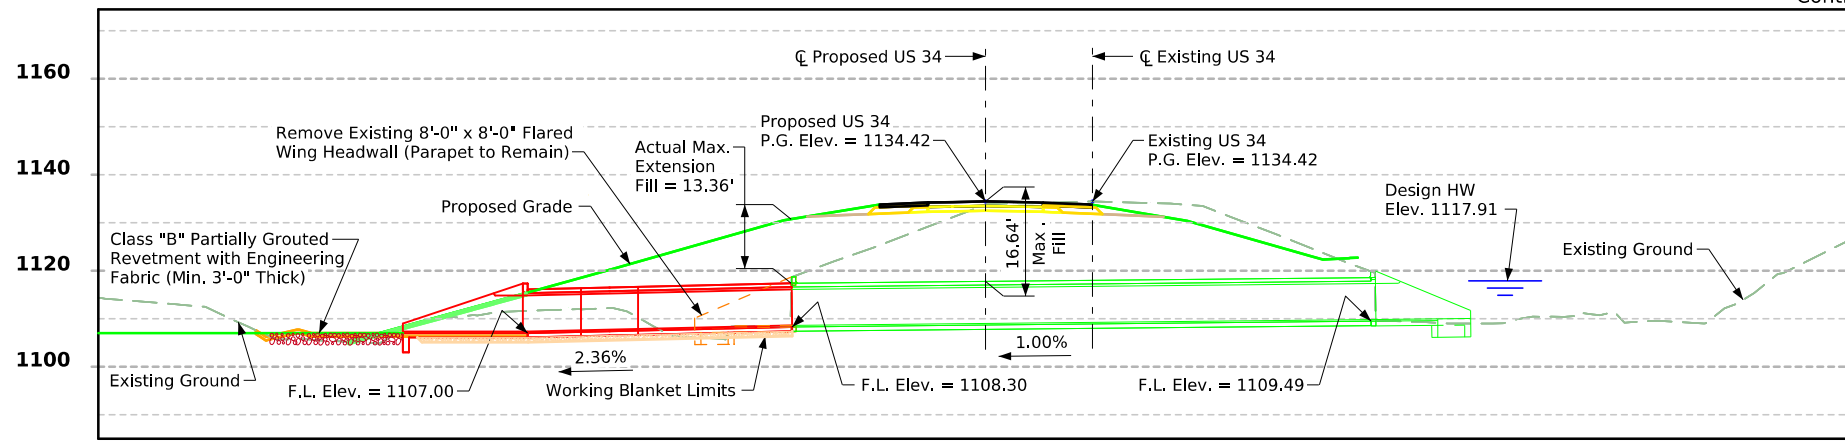 Cont
1160
1140
1120
1100
℄ Proposed US 34
℄ Existing US 34
Remove Existing 8'-0" x 8'-0" Flared
Wing Headwall (Parapet to Remain)
Actual Max.
Extension
Fill = 13.36'
Proposed US 34
P.G. Elev. = 1134.42
Existing US 34
P.G. Elev. = 1134.42
Design HW
Elev. 1117.91
Proposed Grade
Class "B" Partially Grouted
Revetment with Engineering
Fabric (Min. 3'-0" Thick)
16.64'
Max.
Fill
Existing Ground
2.36%
1.00%
Existing Ground
F.L. Elev. = 1107.00
Working Blanket Limits
F.L. Elev. = 1108.30
F.L. Elev. = 1109.49